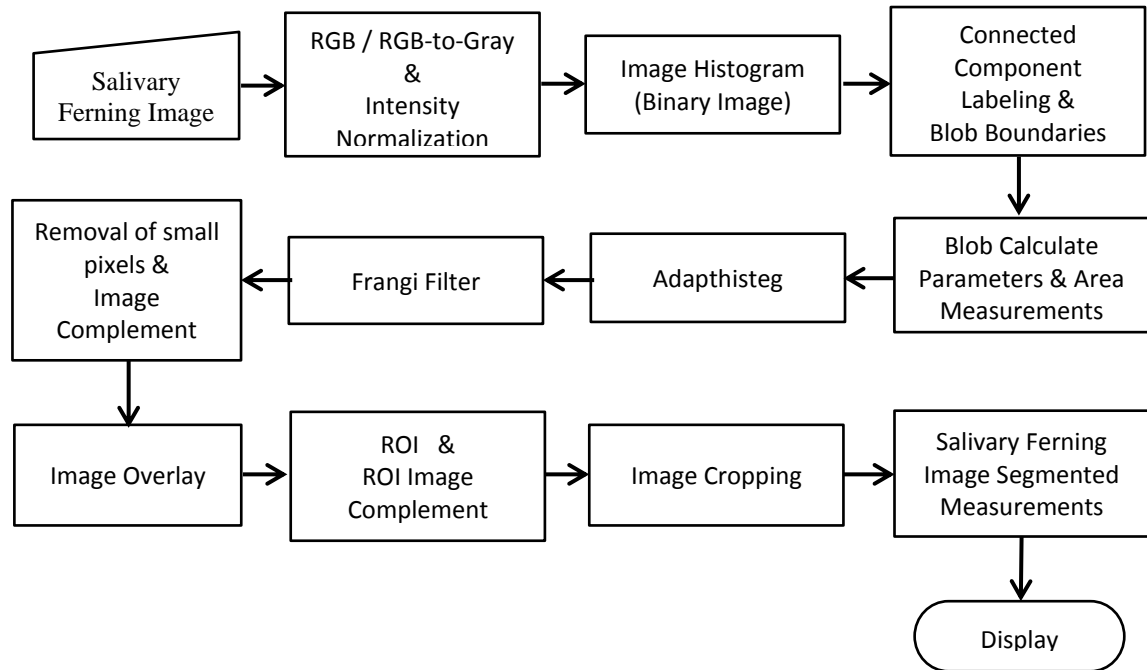 Salivary
Ferning Image
RGB / RGB-to-Gray
&
Intensity
Normalization
Image Histogram
(Binary Image)
Connected
Component
Labeling &
Blob Boundaries
Blob Calculate
Parameters & Area
Measurements
Adapthisteg
Frangi Filter
Removal of small
pixels &
Image
Complement
Image Overlay
ROI &
ROI Image
Complement
Image Cropping
Salivary Ferning
Image Segmented
Measurements
Display